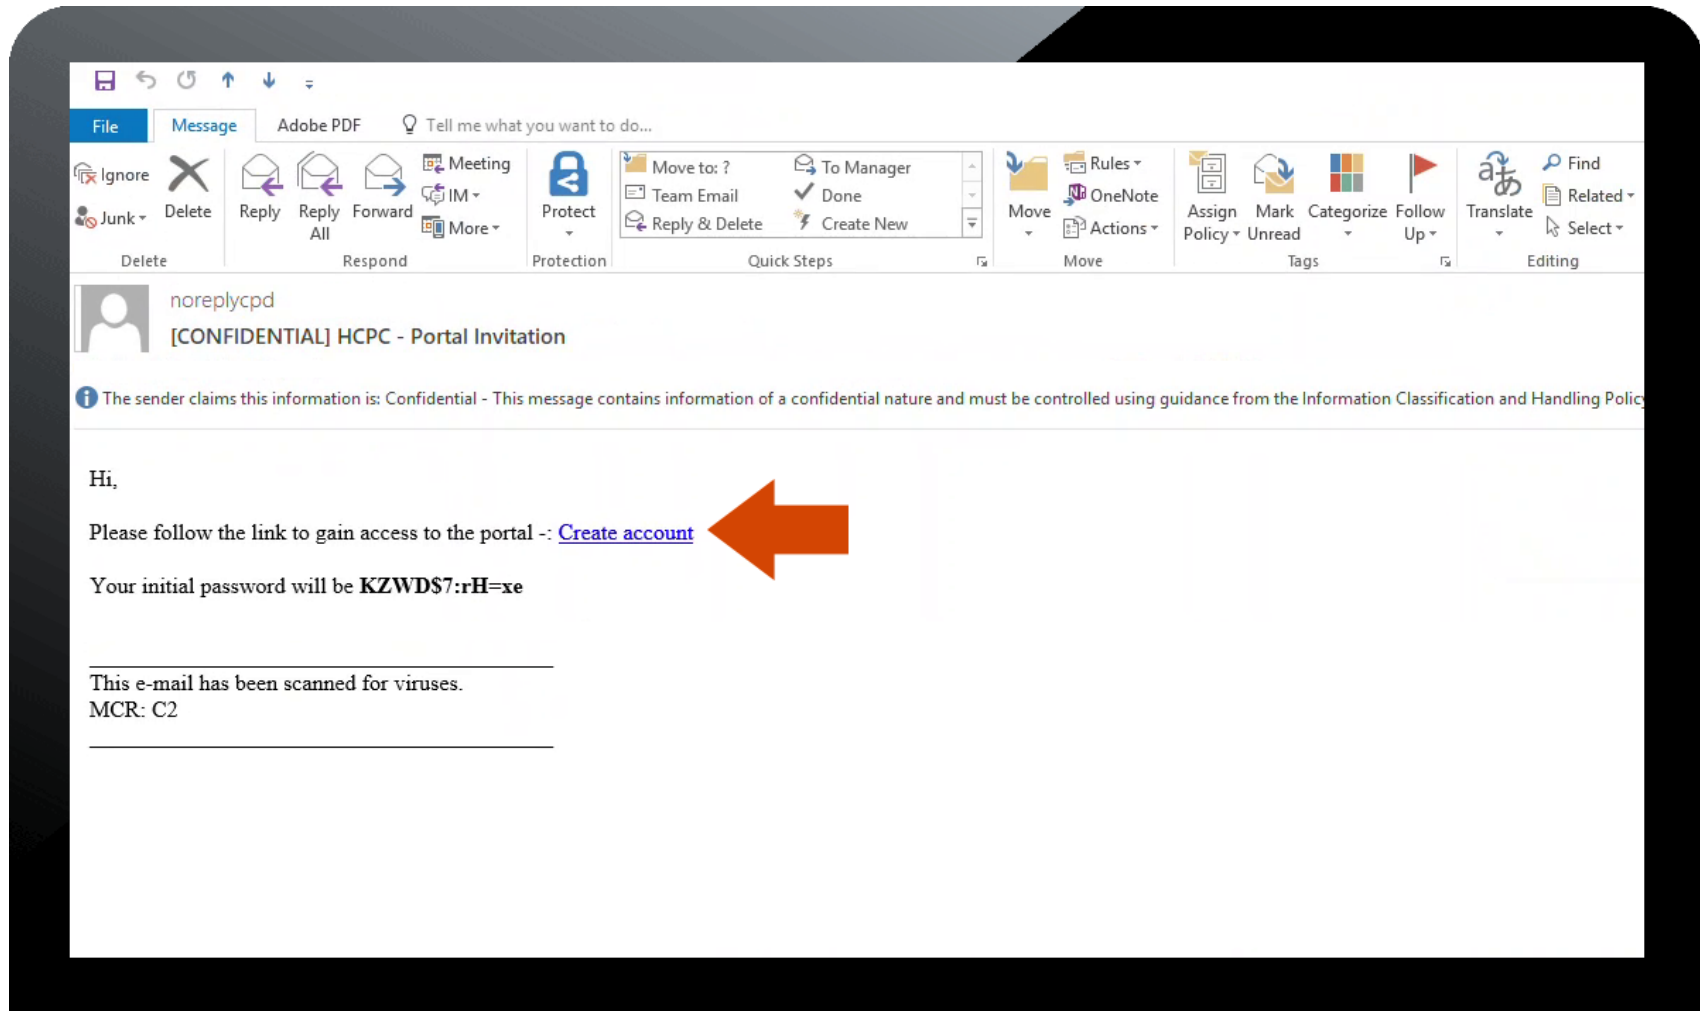 File Message Adobe PDF Tell me what you want to do...
Ignore
Junk
Delete
Delete
Reply
Reply All
Forward
Meeting
IM
More
Respond
Protect
Protection
Move to: ? To Manager
Team Email Done
Reply & Delete Create New
Quick Steps
Move
Rules
OneNote
Actions
Move
Assign Policy
Mark Unread
Categorize
Follow Up
Tags
Translate
Find
Related
Select
Editing
noreplycpd
[CONFIDENTIAL] HCPC - Portal Invitation
The sender claims this information is: Confidential - This message contains information of a confidential nature and must be controlled using guidance from the Information Classification and Handling Policy
Hi,
Please follow the link to gain access to the portal -: Create account
Your initial password will be KZWD$7:rH=xe
This e-mail has been scanned for viruses.
MCR: C2